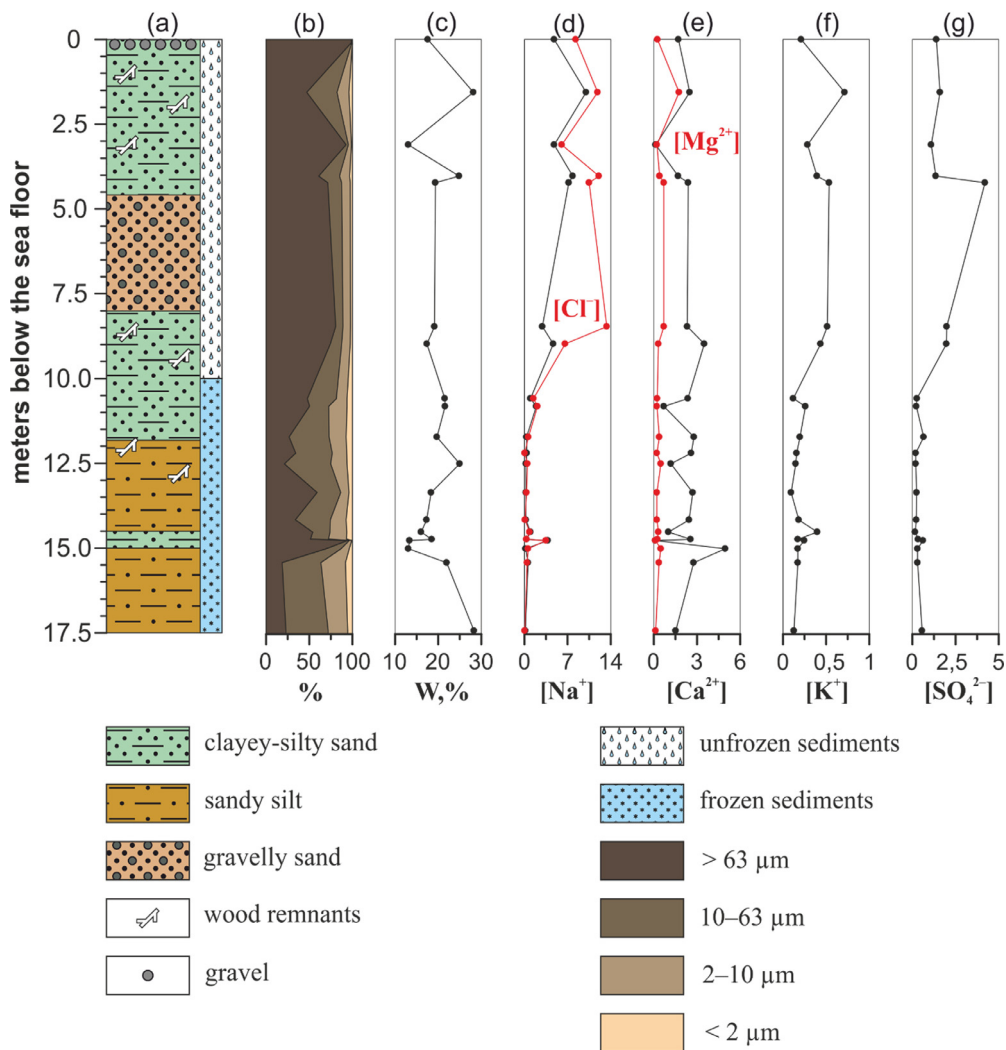 (a) (b) (c) (d) (e) (f) (g)
meters below the sea floor
0
2.5
5.0
7.5
10.0
12.5
15.0
17.5
[Mg²⁺]
[Cl⁻]
0 50 100 10 20 30 0 7 14 0 3 6 0 0,5 1 0 2,5 5
% W,% [Na⁺] [Ca²⁺] [K⁺] [SO₄²⁻]
clayey-silty sand
sandy silt
gravelly sand
wood remnants
gravel
unfrozen sediments
frozen sediments
> 63 µm
10–63 µm
2–10 µm
< 2 µm